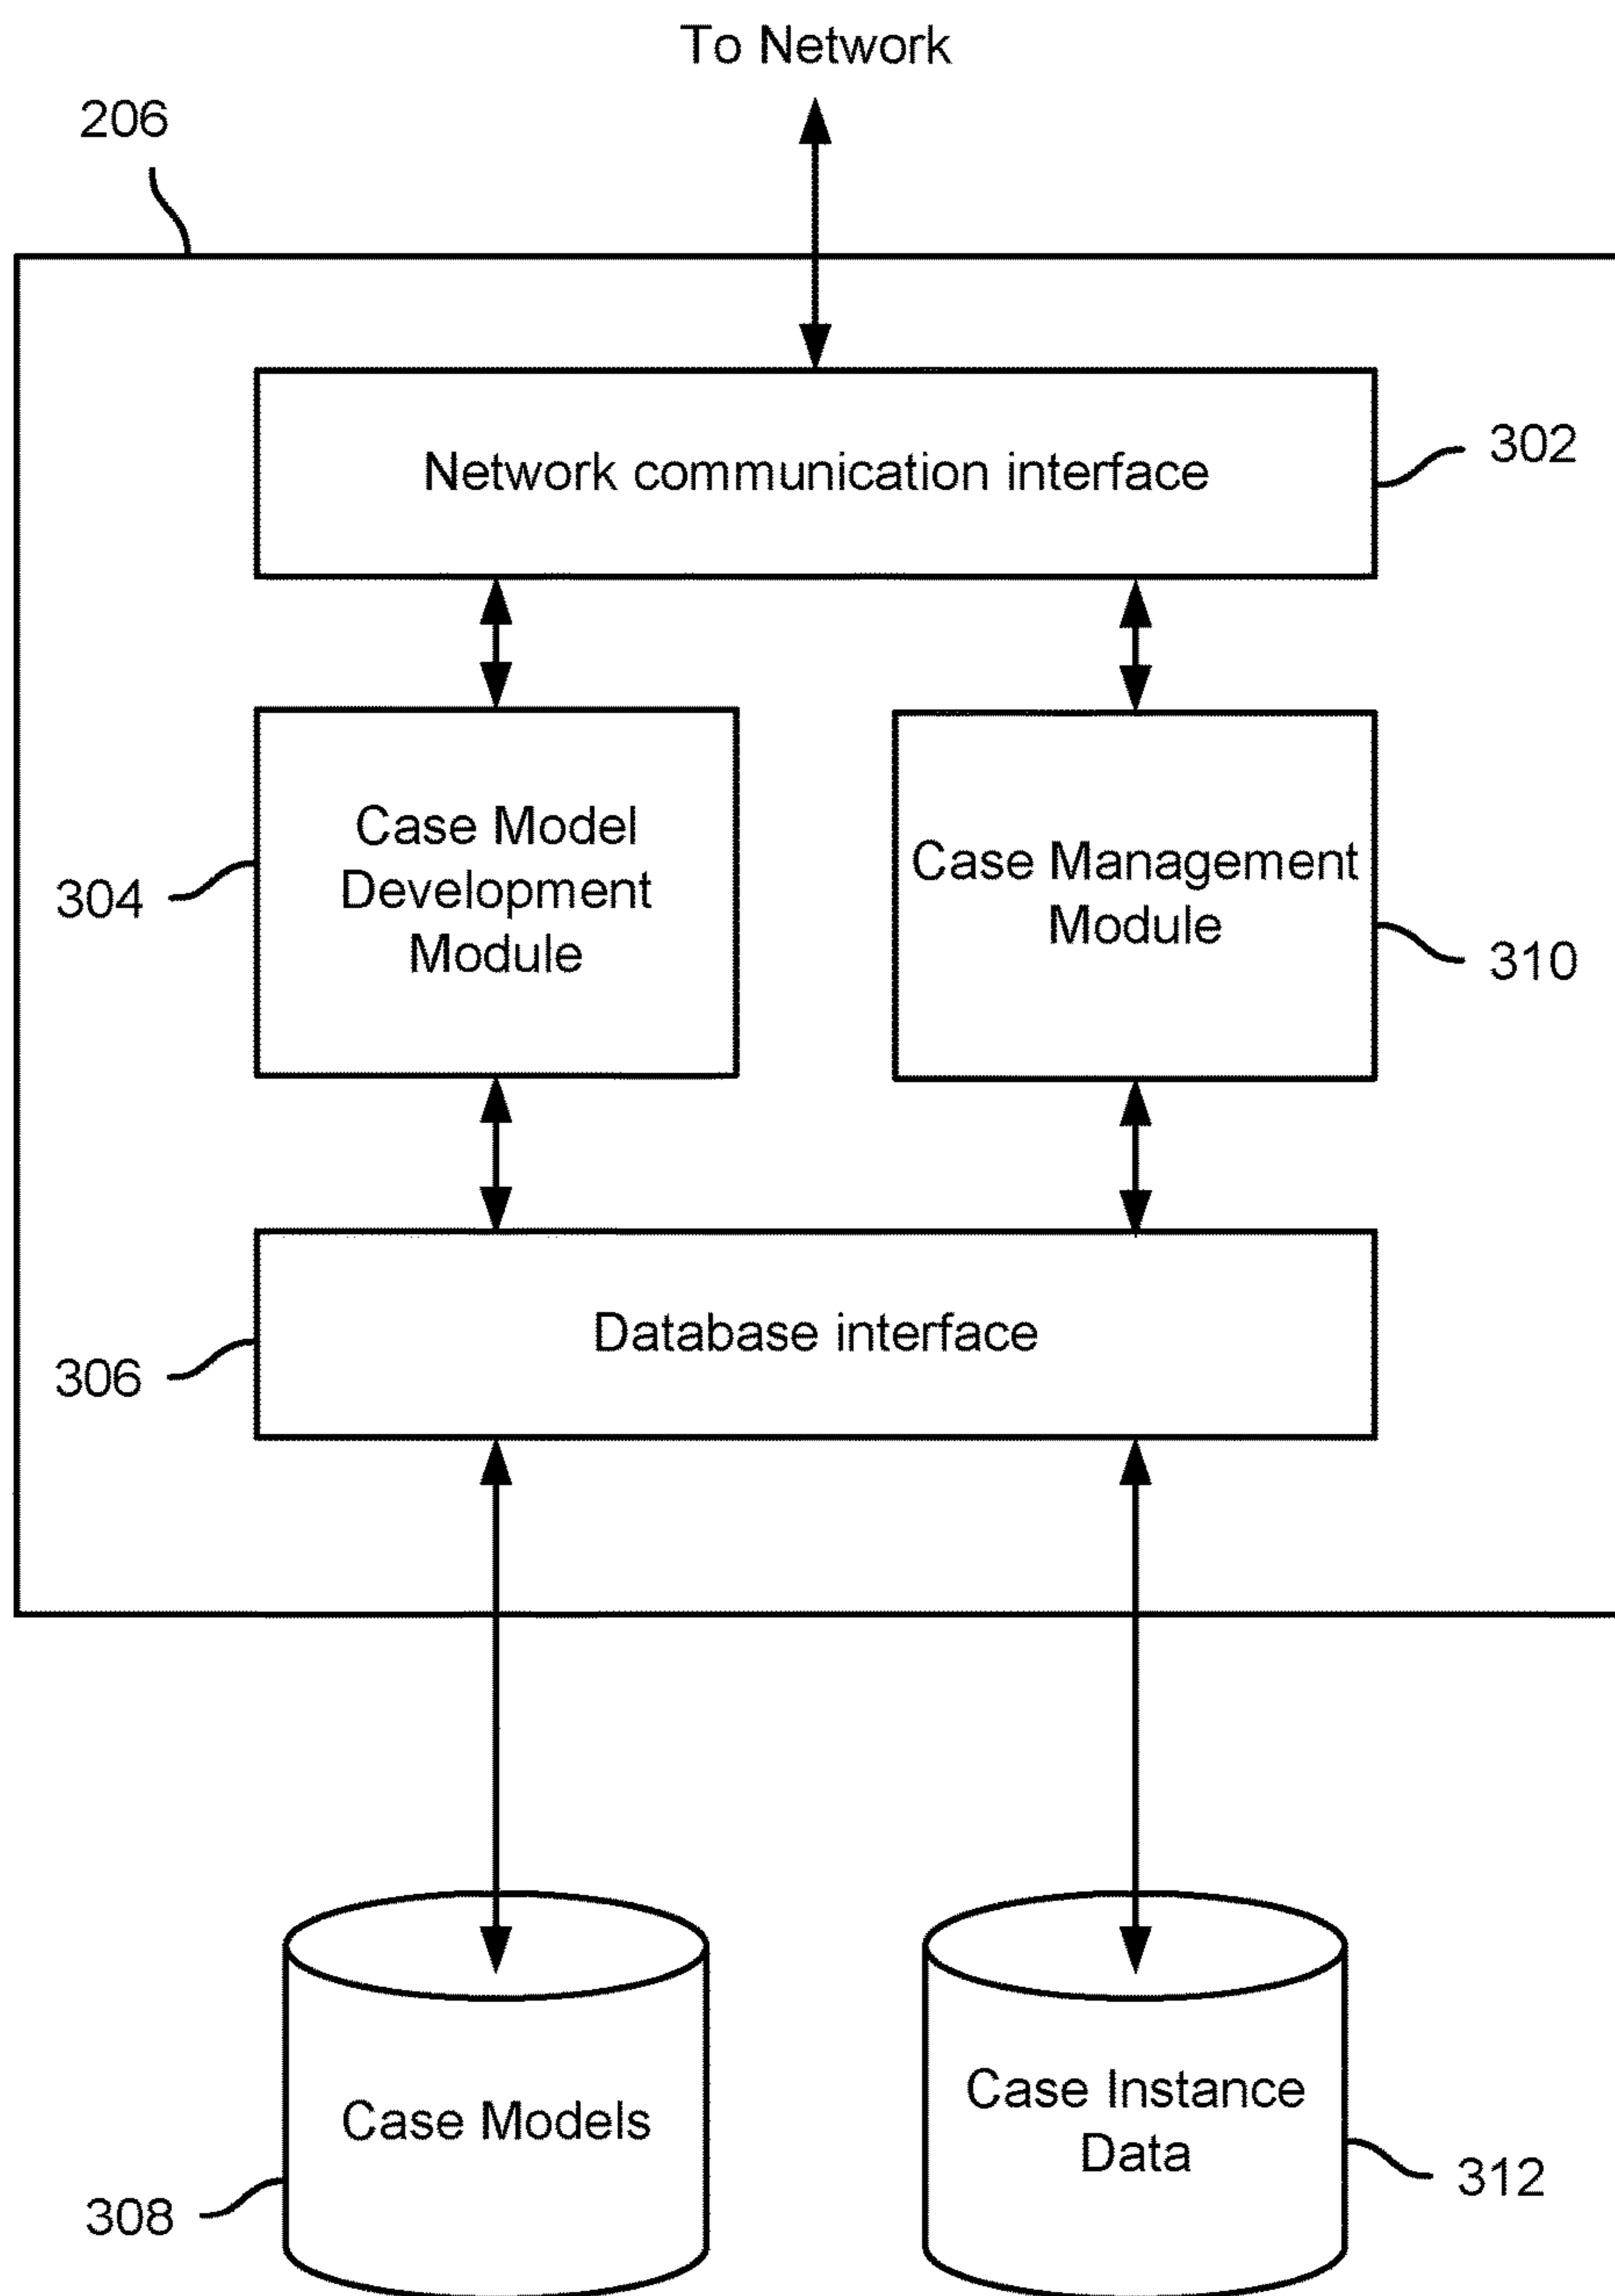 To Network
206
Network communication interface
302
Case Model
Development
Module
304
Case Management
Module
310
Database interface
306
Case Models
308
Case Instance
Data
312